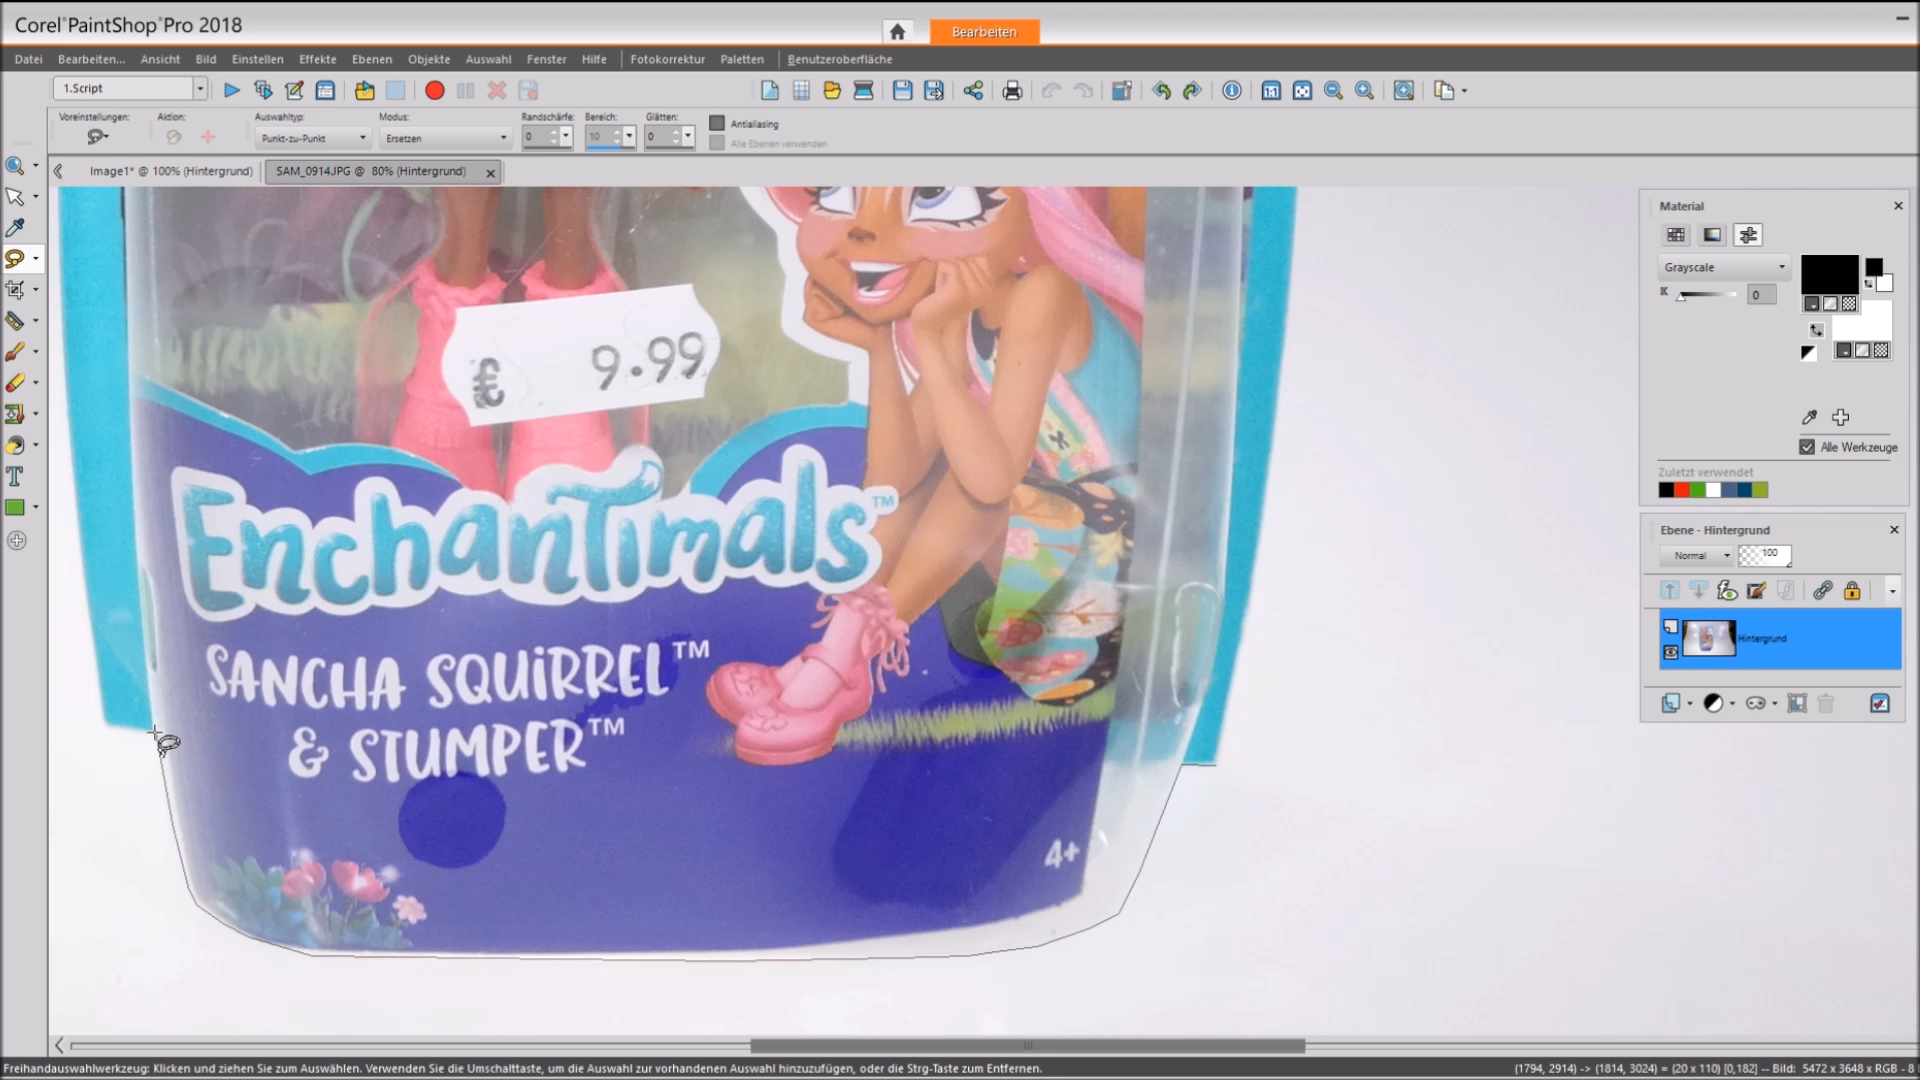 Corel®PaintShop®Pro 2018
Bearbeiten
Datei Bearbeiten... Ansicht Bild Einstellen Effekte Ebenen Objekte Auswahl Fenster Hilfe Fotokorrektur Paletten Benutzeroberfläche
1.Script
Voreinstellungen: Aktion: Auswahltyp: Modus: Randschärfe: Bereich: Glätten:
Antialiasing
Punkt-zu-Punkt Ersetzen 0 10 0
Alle Ebenen verwenden
Image1* @ 100% (Hintergrund) SAM_0914.JPG @ 80% (Hintergrund)
Material
Grayscale
K 0
Alle Werkzeuge
Zuletzt verwendet
Ebene - Hintergrund
Normal 100
Hintergrund
€ 9.99
EnchanTimals™
SANCHA SQUiRREL™
& STUMPER™
4+
Freihandauswahlwerkzeug: Klicken und ziehen Sie zum Auswählen. Verwenden Sie die Umschalttaste, um die Auswahl zur vorhandenen Auswahl hinzuzufügen, oder die Strg-Taste zum Entfernen.
(1794, 2914) -> (1814, 3024) = (20 x 110) [0,182] -- Bild: 5472 x 3648 x RGB - 8